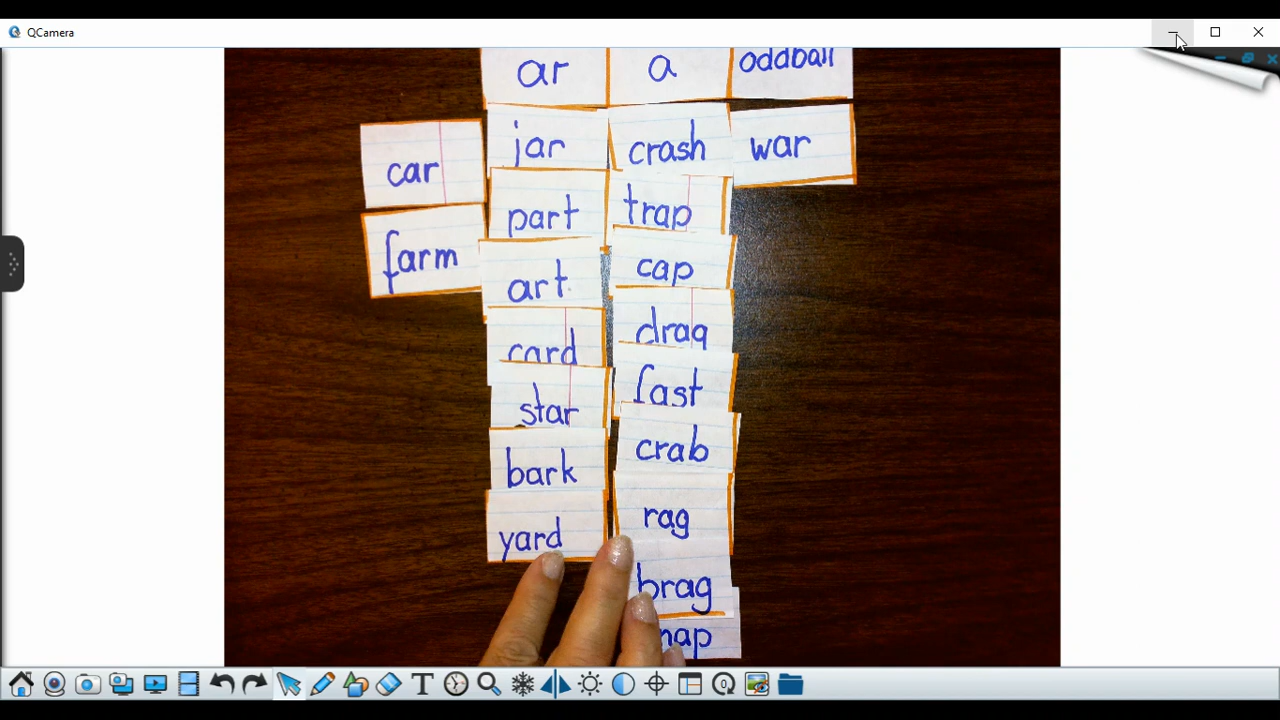 QCamera
ar a oddball
jar crash war
car
part trap
farm
art cap
card drag
star fast
bark crab
rag
yard
brag